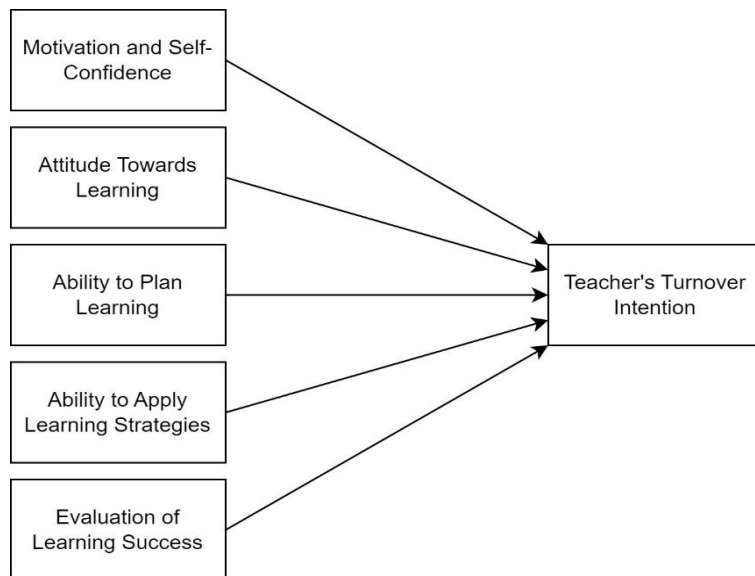 Motivation and Self-
Confidence
Attitude Towards
Learning
Ability to Plan
Learning
Teacher's Turnover
Intention
Ability to Apply
Learning Strategies
Evaluation of
Learning Success